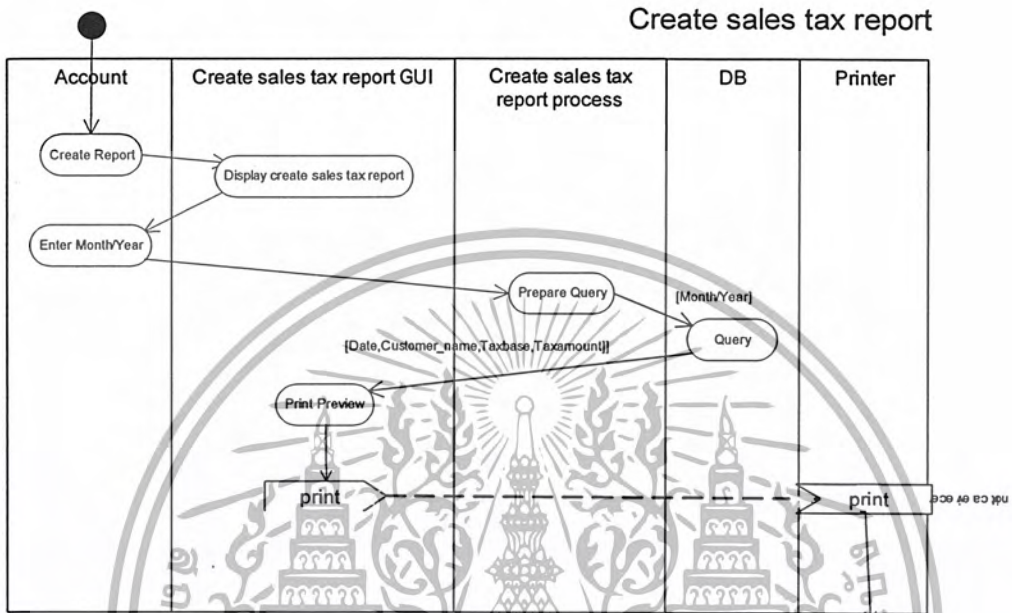 Create sales tax report
Account
Create sales tax report GUI
Create sales tax
report process
DB
Printer
Create Report
Display create sales tax report
Enter Month/Year
Prepare Query
[Month/Year]
Query
[Date,Customer_name,Taxbase,Taxamount]]
Print Preview
print
print